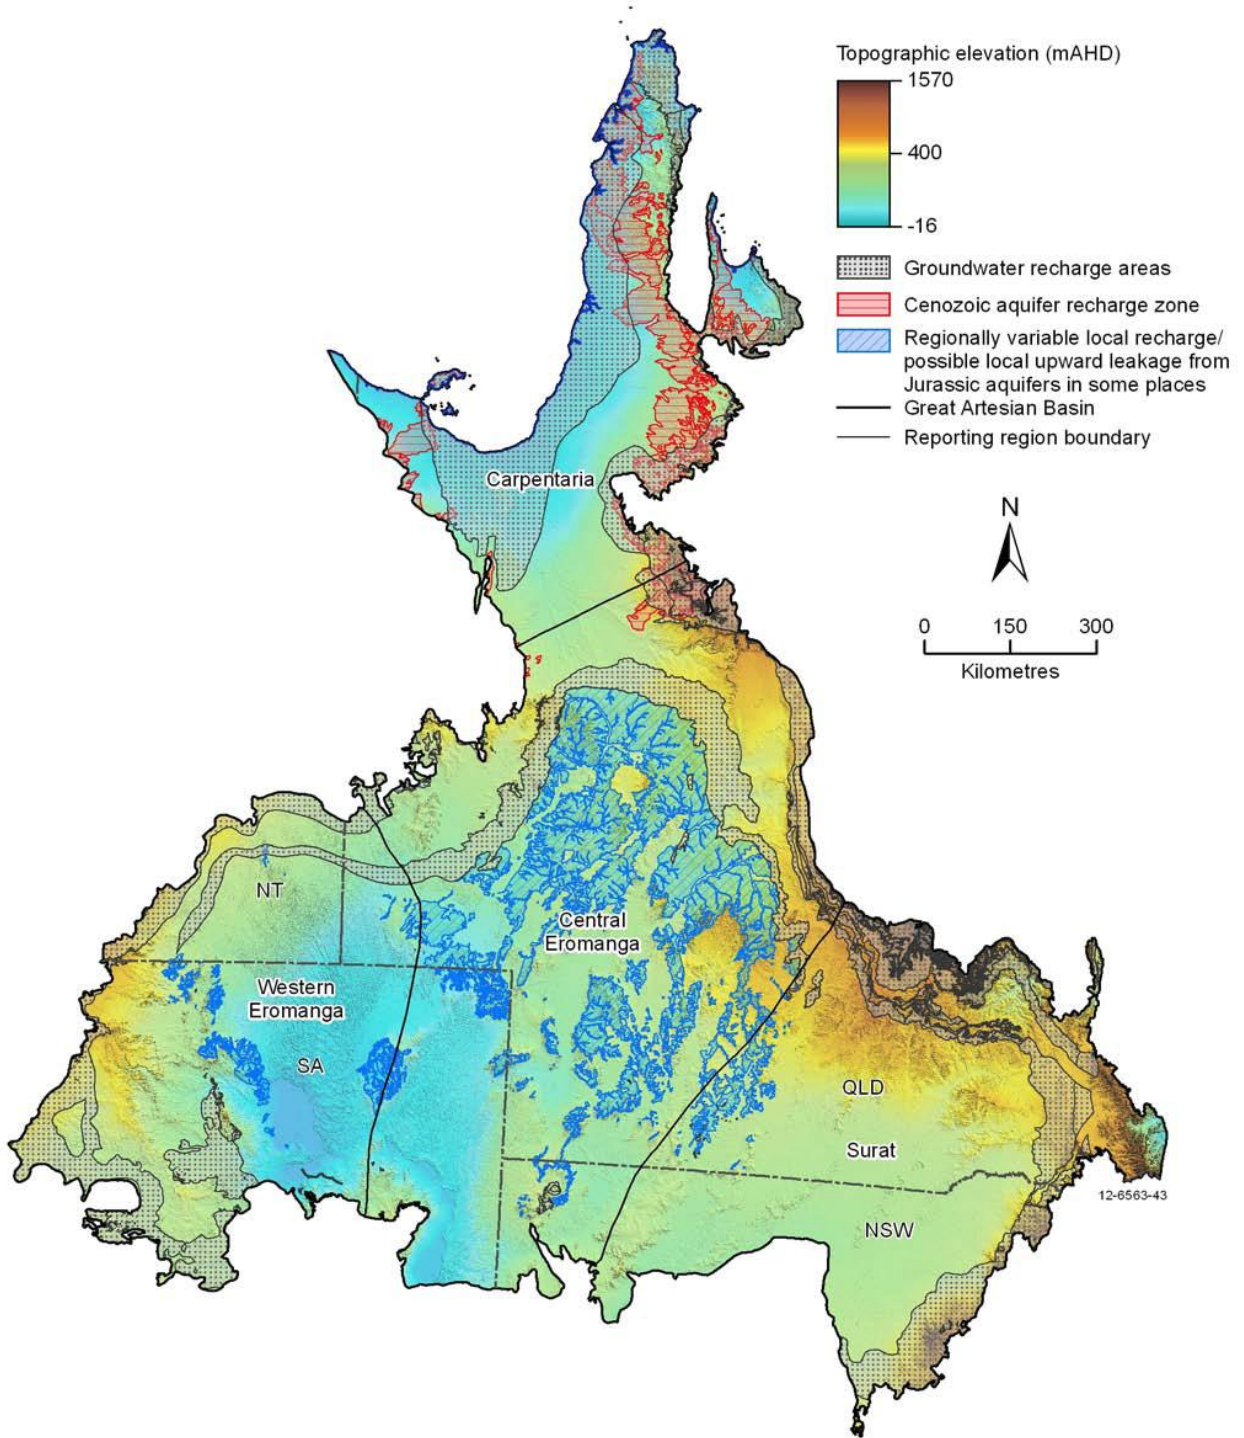 Topographic elevation (mAHD)
1570
400
-16
Groundwater recharge areas
Cenozoic aquifer recharge zone
Regionally variable local recharge/
possible local upward leakage from
Jurassic aquifers in some places
Great Artesian Basin
Reporting region boundary
N
0 150 300
Kilometres
Carpentaria
NT
Central
Eromanga
Western
Eromanga
SA
QLD
Surat
12-6563-43
NSW